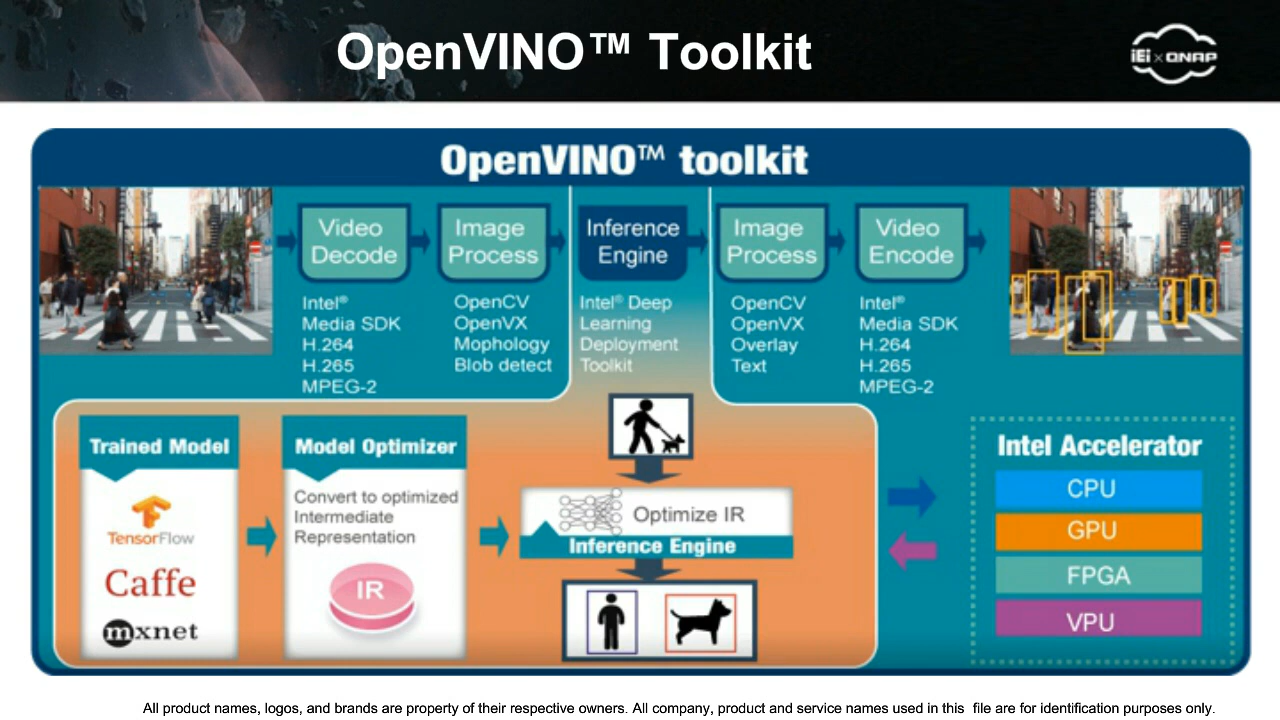 OpenVINO™ Toolkit
iEi x QNAP
OpenVINO™ toolkit
Video
Decode
Image
Process
Inference
Engine
Image
Process
Video
Encode
Intel®
Media SDK
H.264
H.265
MPEG-2
OpenCV
OpenVX
Mophology
Blob detect
Intel® Deep
Learning
Deployment
Toolkit
OpenCV
OpenVX
Overlay
Text
Intel®
Media SDK
H.264
H.265
MPEG-2
Trained Model
TensorFlow
Caffe
mxnet
Model Optimizer
Convert to optimized
Intermediate
Representation
IR
Optimize IR
Inference Engine
Intel Accelerator
CPU
GPU
FPGA
VPU
All product names, logos, and brands are property of their respective owners. All company, product and service names used in this file are for identification purposes only.